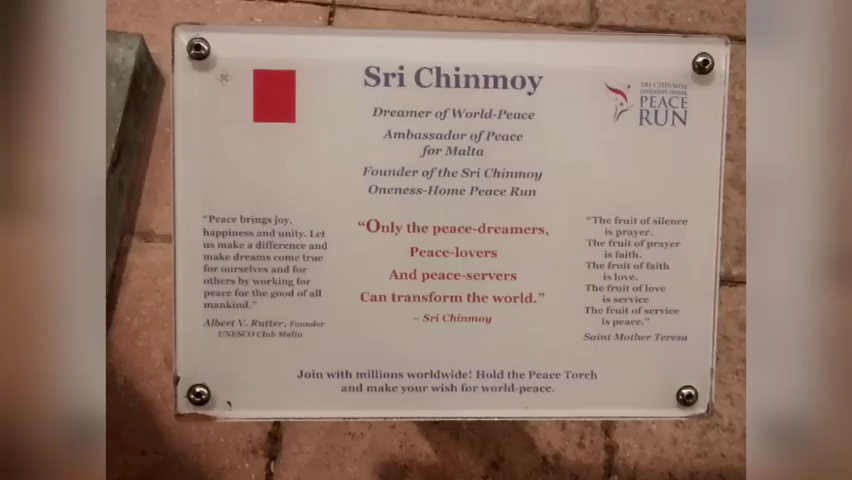 Sri Chinmoy
Dreamer of World-Peace
Ambassador of Peace
for Malta
Founder of the Sri Chinmoy
Oneness-Home Peace Run
SRI CHINMOY
ONENESS-HOME
PEACE
RUN
"Peace brings joy,
happiness and unity. Let
us make a difference and
make dreams come true
for ourselves and for
others by working for
peace for the good of all
mankind."
Albert V. Rutter, Founder
UNESCO Club Malta
"Only the peace-dreamers,
Peace-lovers
And peace-servers
Can transform the world."
– Sri Chinmoy
"The fruit of silence
is prayer.
The fruit of prayer
is faith.
The fruit of faith
is love.
The fruit of love
is service
The fruit of service
is peace."
Saint Mother Teresa
Join with millions worldwide! Hold the Peace Torch
and make your wish for world-peace.